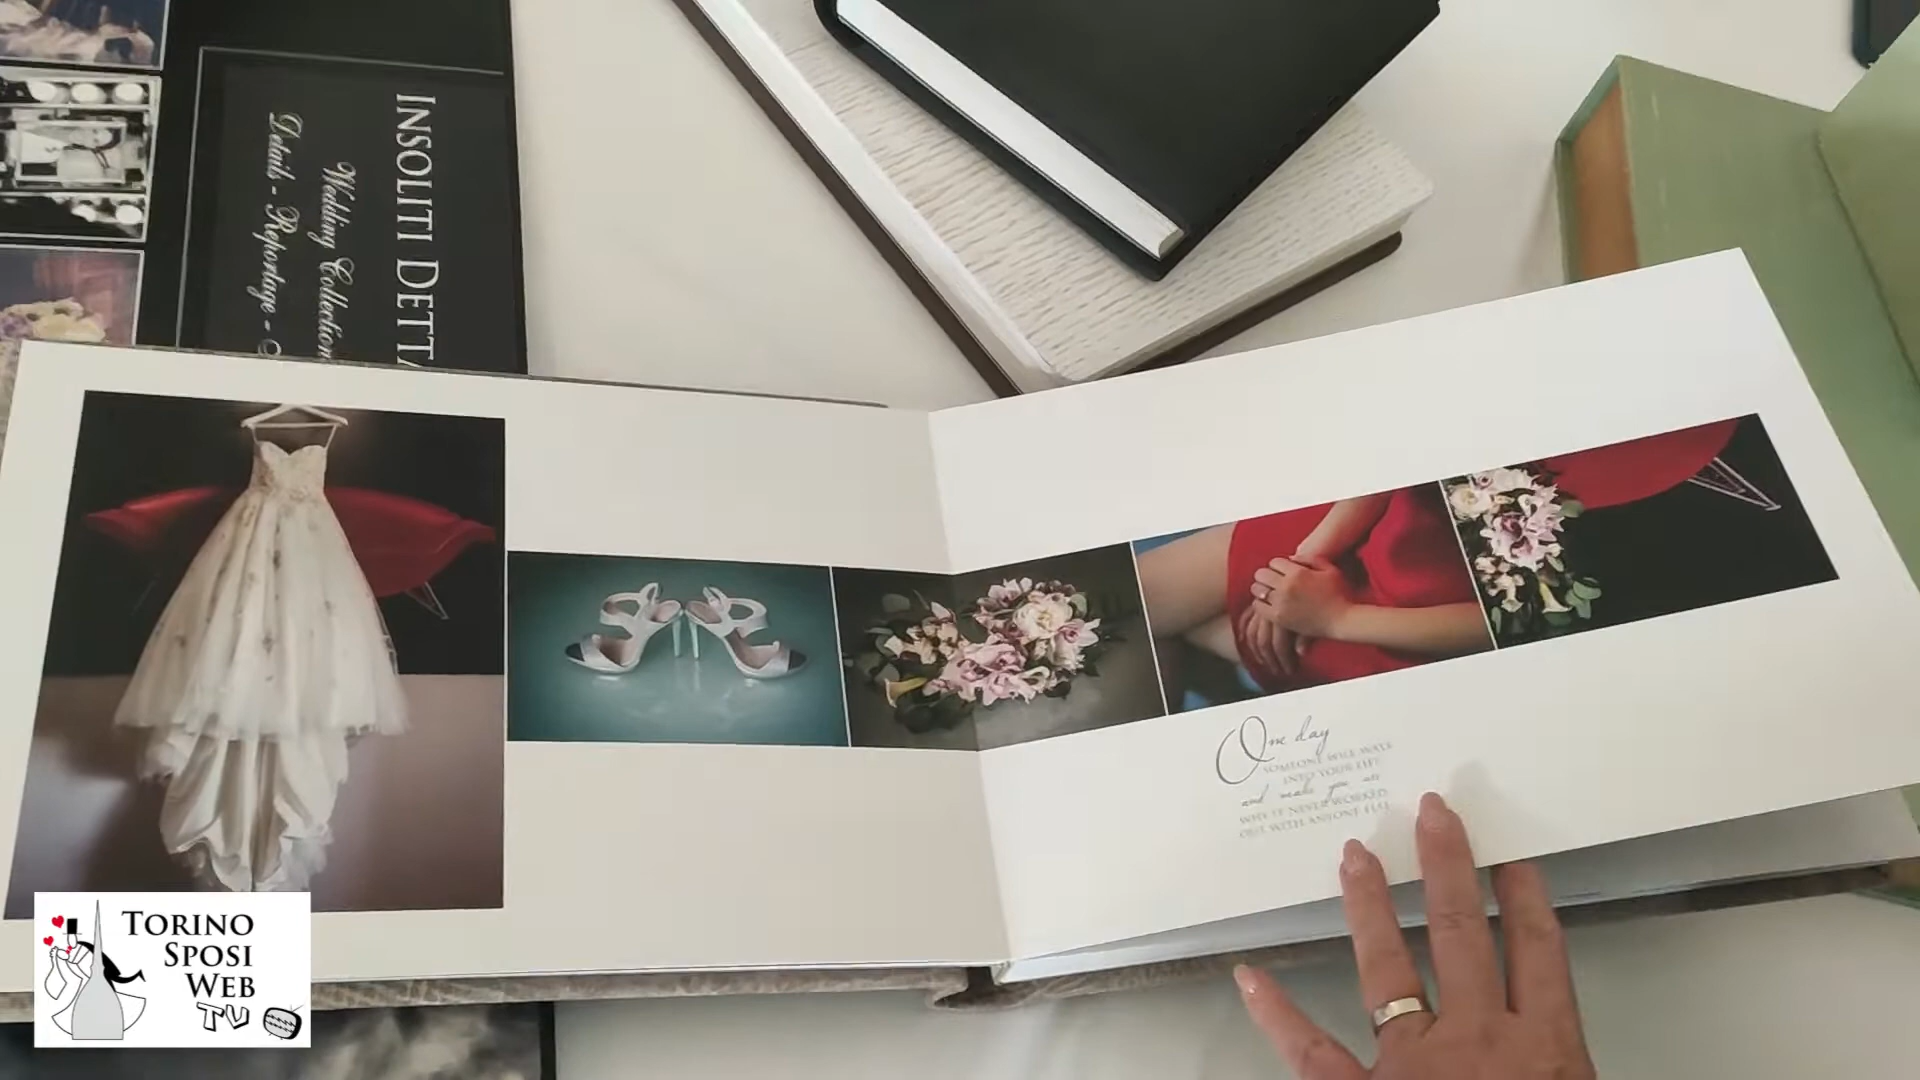 INSOLITI DETTA
Wedding Collection
Details - Reportage -
One day
SOMEONE WILL WALK
INTO YOUR LIFE
and make you see
WHY IT NEVER WORKED
OUT WITH ANYONE ELSE
TORINO
SPOSI
WEB
TV